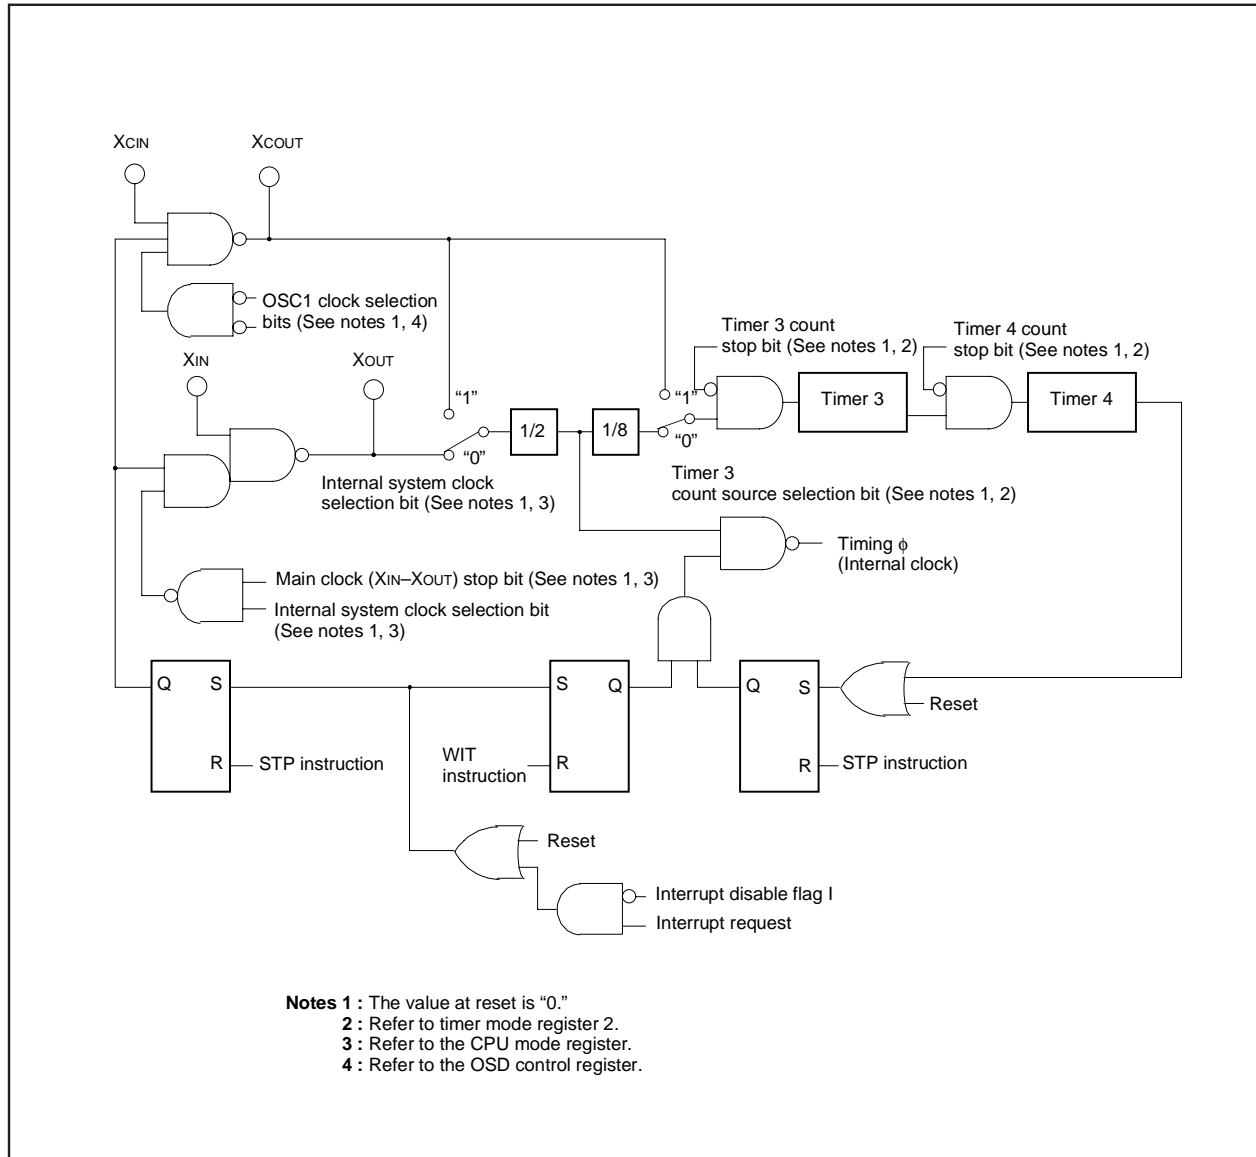 XCIN
XCOUT
OSC1 clock selection
bits (See notes 1, 4)
XIN
XOUT
“1”
“0”
Internal system clock
selection bit (See notes 1, 3)
1/2
1/8
“1”
“0”
Timer 3 count
stop bit (See notes 1, 2)
Timer 4 count
stop bit (See notes 1, 2)
Timer 3
Timer 4
Timer 3
count source selection bit (See notes 1, 2)
Timing ϕ
(Internal clock)
Main clock (XIN–XOUT) stop bit (See notes 1, 3)
Internal system clock selection bit
(See notes 1, 3)
Q S
R
STP instruction
S Q
R
WIT
instruction
Q S
R
Reset
STP instruction
Reset
Interrupt disable flag I
Interrupt request
Notes 1 : The value at reset is “0.”
2 : Refer to timer mode register 2.
3 : Refer to the CPU mode register.
4 : Refer to the OSD control register.